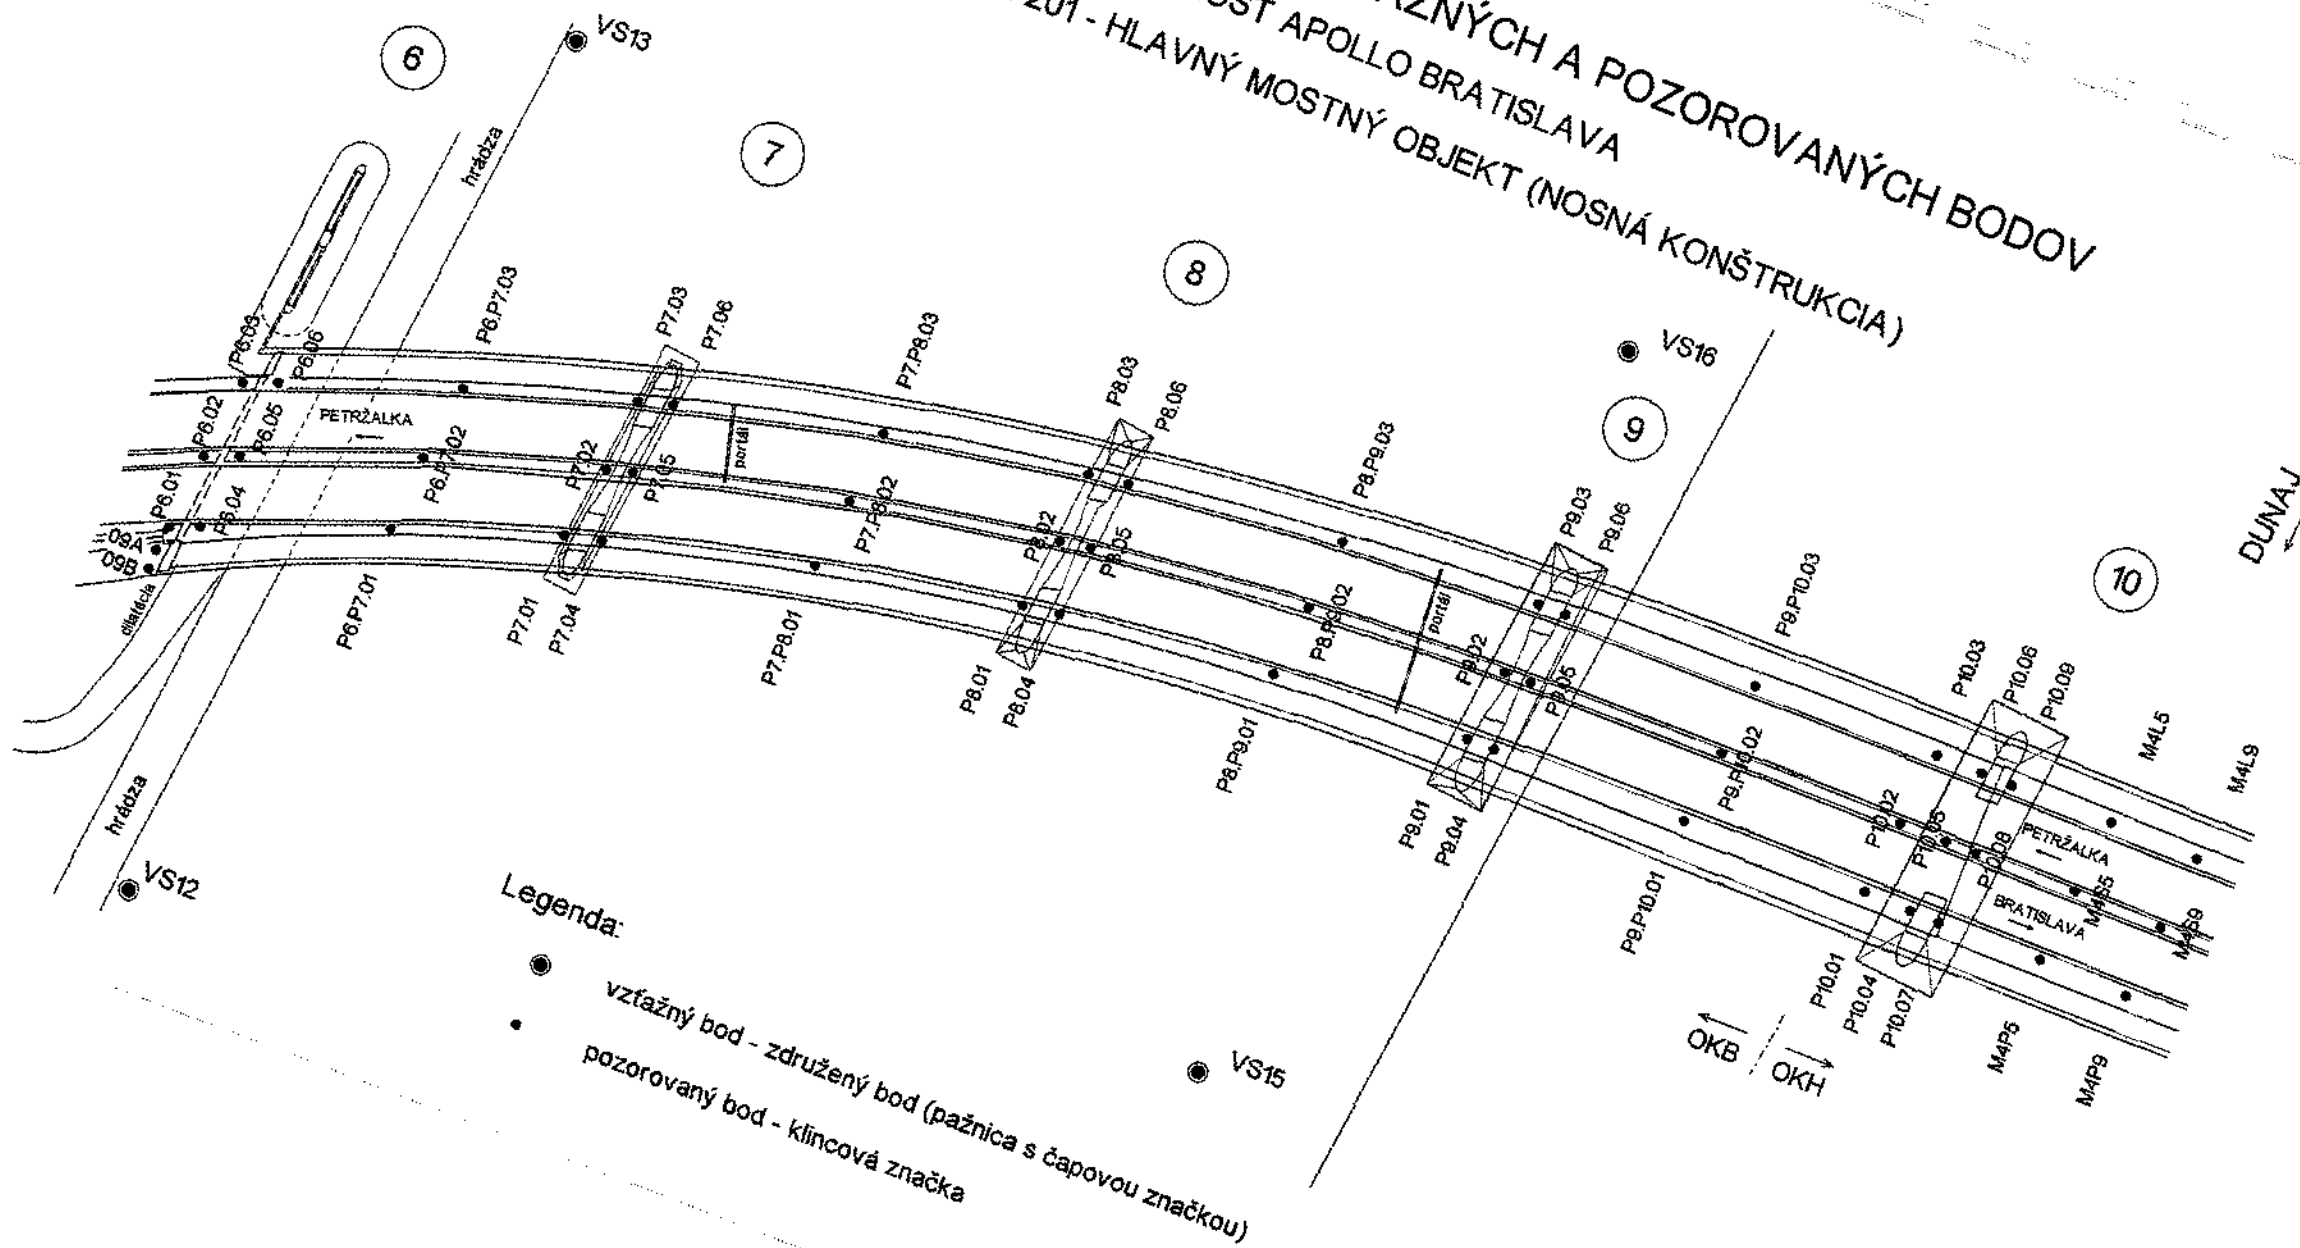 POZOROVANÝCH BODOV
MOST APOLLO BRATISLAVA
201 - HLAVNÝ MOSTNÝ OBJEKT (NOSNÁ KONŠTRUKCIA)
6
7
8
9
10
VS13
VS16
VS12
VS15
hrádza
hrádza
DUNAJ
P6.03
P6.06
P6.P7.03
P7.03
P7.06
P7.P8.03
P8.03
P8.06
P8.P9.03
P9.03
P9.06
P9.P10.03
P10.03
P10.06
P10.09
M4L5
M4L9
PETRŽALKA
P6.02
P6.05
P6.P7.02
P7.02
P7.05
portál
P7.P8.02
P8.02
P8.05
P8.P9.02
portál
P9.02
P9.05
P9.P10.02
P10.02
P10.05
P10.08
PETRŽALKA
M4S5
M4S9
BRATISLAVA
P6.01
P6.04
09A
09B
dilatácia
P6.P7.01
P7.01
P7.04
P7.P8.01
P8.01
P8.04
P8.P9.01
P9.01
P9.04
P9.P10.01
P10.01
P10.04
P10.07
M4P5
M4P9
OKB
OKH
Legenda:
vzťažný bod - združený bod (pažnica s čapovou značkou)
pozorovaný bod - klincová značka